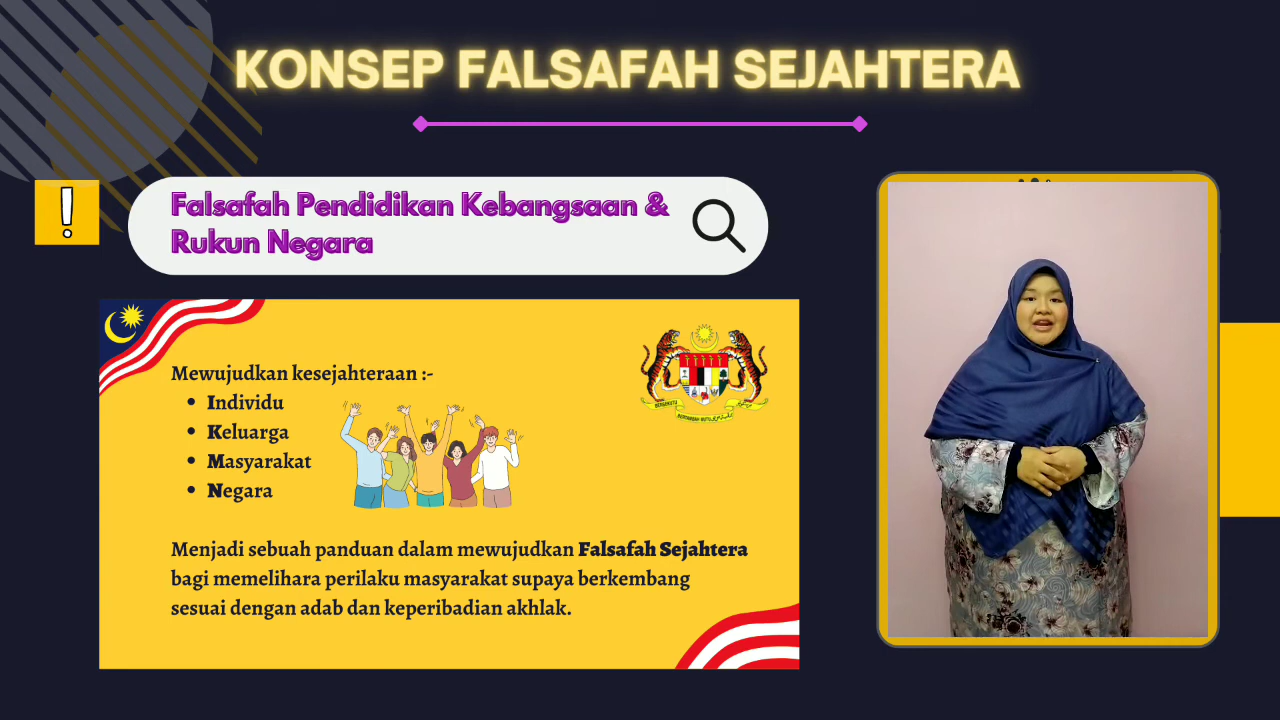 KONSEP FALSAFAH SEJAHTERA
!
Falsafah Pendidikan Kebangsaan &
Rukun Negara
Mewujudkan kesejahteraan :-
• Individu
• Keluarga
• Masyarakat
• Negara
Menjadi sebuah panduan dalam mewujudkan Falsafah Sejahtera
bagi memelihara perilaku masyarakat supaya berkembang
sesuai dengan adab dan keperibadian akhlak.